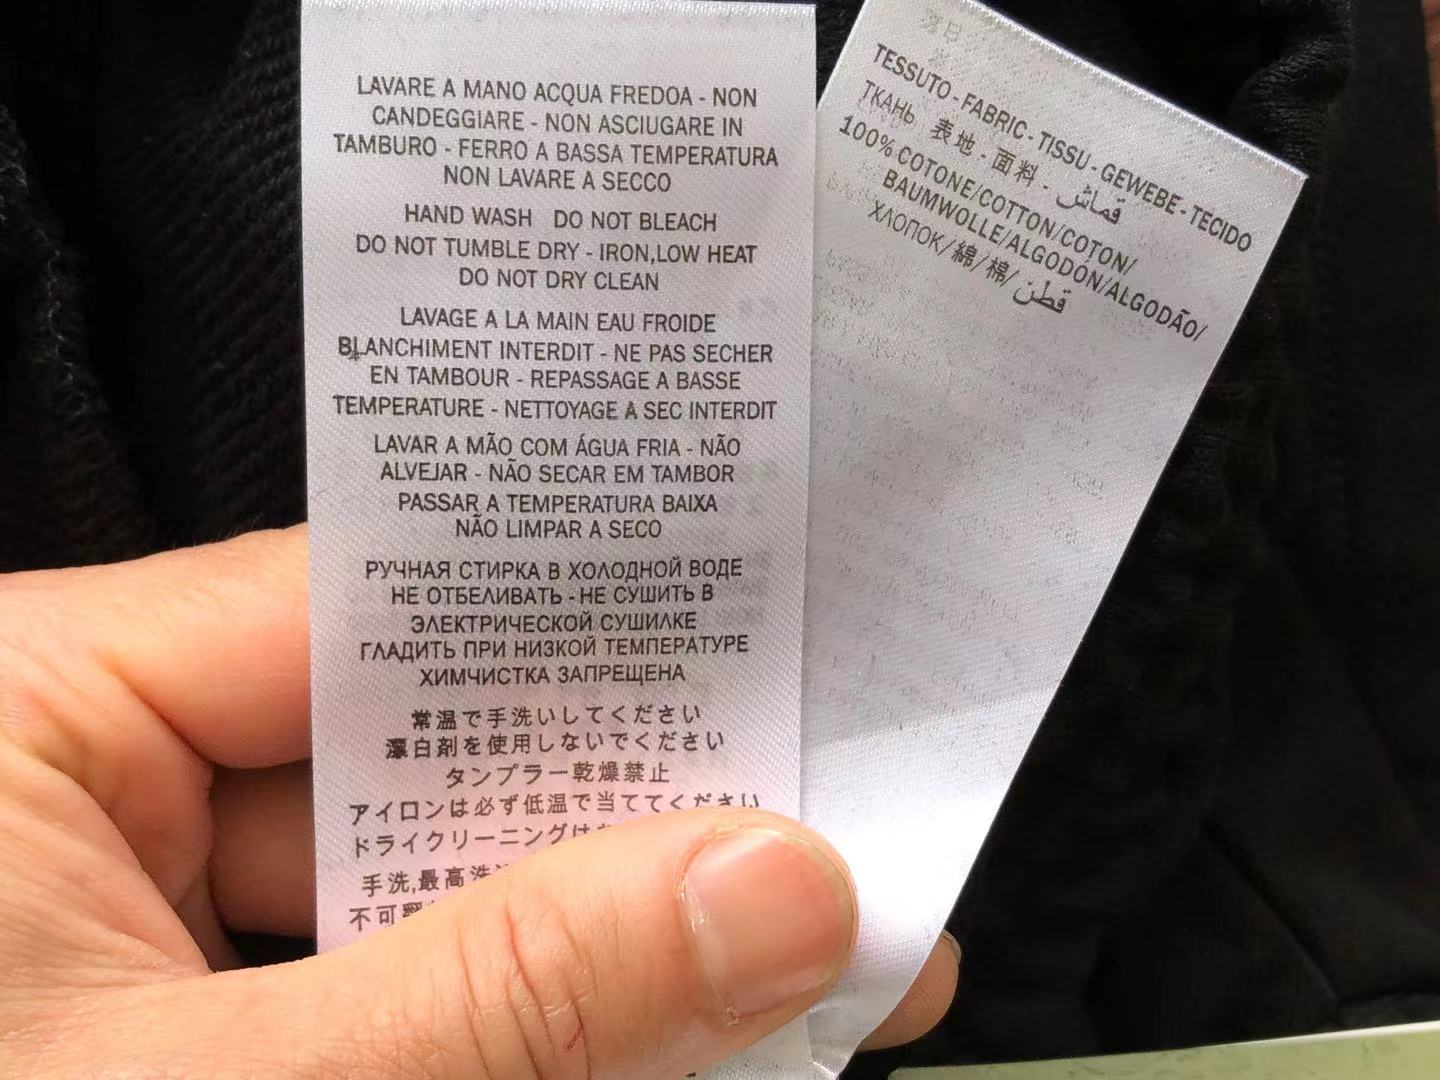 LAVARE A MANO ACQUA FREDOA - NON
CANDEGGIARE - NON ASCIUGARE IN
TAMBURO - FERRO A BASSA TEMPERATURA
NON LAVARE A SECCO
HAND WASH DO NOT BLEACH
DO NOT TUMBLE DRY - IRON,LOW HEAT
DO NOT DRY CLEAN
LAVAGE A LA MAIN EAU FROIDE
BLANCHIMENT INTERDIT - NE PAS SECHER
EN TAMBOUR - REPASSAGE A BASSE
TEMPERATURE - NETTOYAGE A SEC INTERDIT
LAVAR A MÃO COM ÁGUA FRIA - NÃO
ALVEJAR - NÃO SECAR EM TAMBOR
PASSAR A TEMPERATURA BAIXA
NÃO LIMPAR A SECO
РУЧНАЯ СТИРКА В ХОЛОДНОЙ ВОДЕ
НЕ ОТБЕЛИВАТЬ - НЕ СУШИТЬ В
ЭЛЕКТРИЧЕСКОЙ СУШИЛКЕ
ГЛАДИТЬ ПРИ НИЗКОЙ ТЕМПЕРАТУРЕ
ХИМЧИСТКА ЗАПРЕЩЕНА
常温で手洗いしてください
漂白剤を使用しないでください
タンプラー乾燥禁止
アイロンは必ず低温で当ててください
ドライクリーニングは
手洗,最高洗
不可
TESSUTO - FABRIC - TISSU - GEWEBE - TECIDO
ТКАНЬ 表地 - 面料 - قماش
100% COTONE/COTTON/COTON/
BAUMWOLLE/ALGODÓN/ALGODÃO/
ХЛОПОК/綿/棉/ قطن